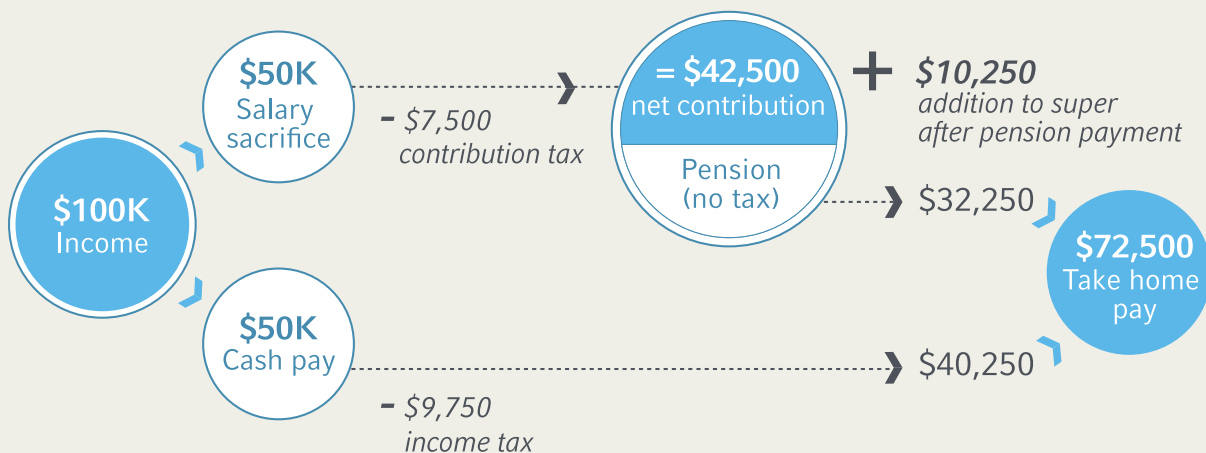 $100K
Income
$50K
Salary
sacrifice
- $7,500
contribution tax
= $42,500
net contribution
Pension
(no tax)
+ $10,250
addition to super
after pension payment
$32,250
$50K
Cash pay
- $9,750
income tax
$40,250
$72,500
Take home
pay